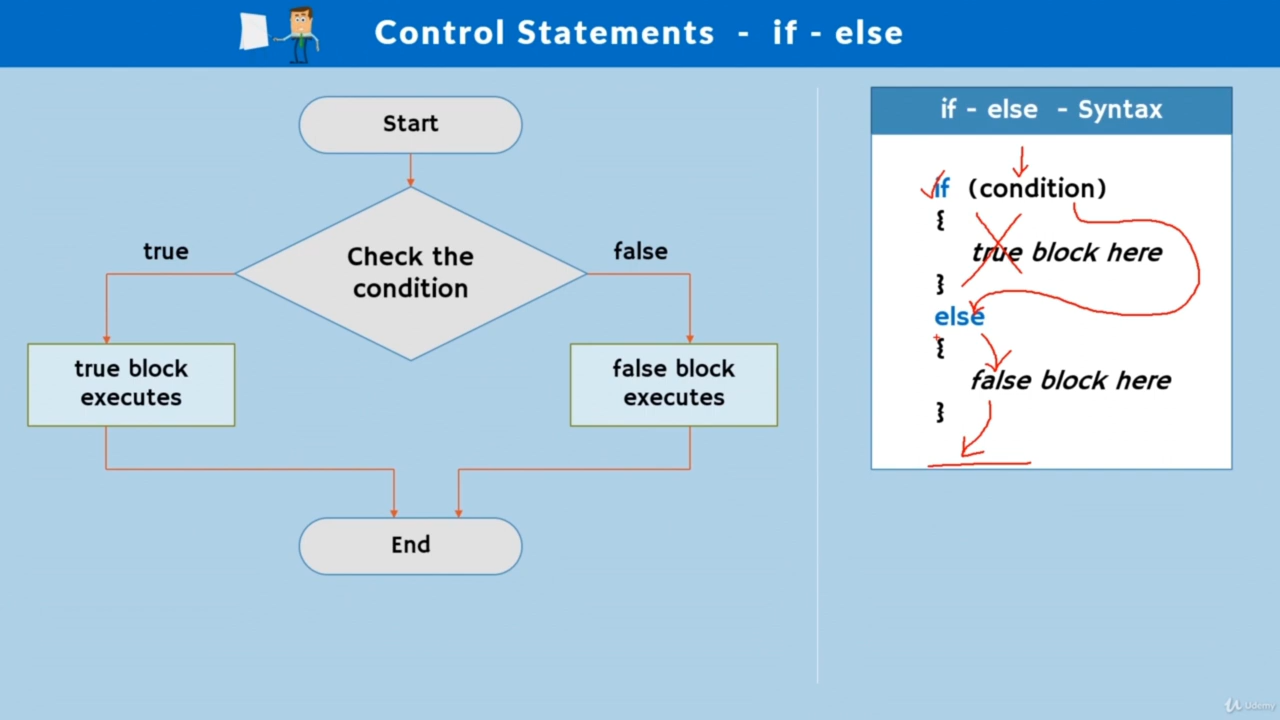 Control Statements - if - else
Start
true
Check the
condition
false
true block
executes
false block
executes
End
if - else - Syntax
if (condition)
{
true block here
}
else
{
false block here
}
Udemy